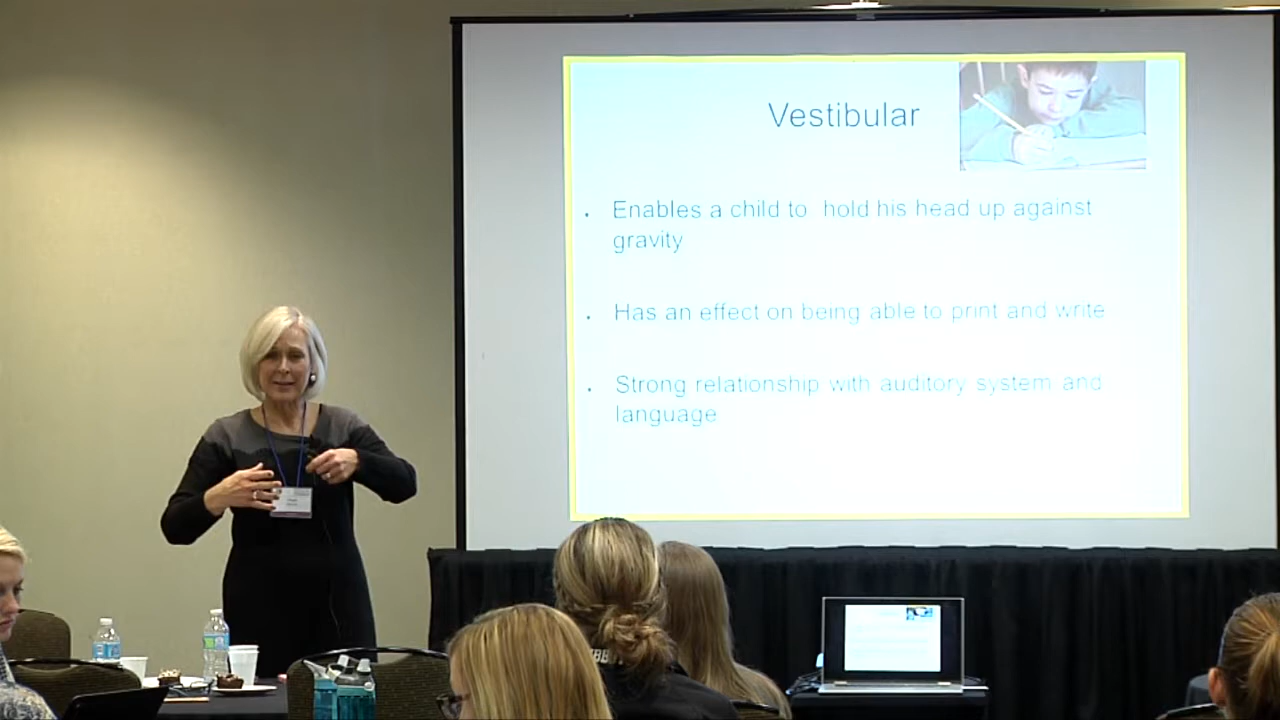 Vestibular
. Enables a child to hold his head up against
gravity
. Has an effect on being able to print and write
. Strong relationship with auditory system and
language